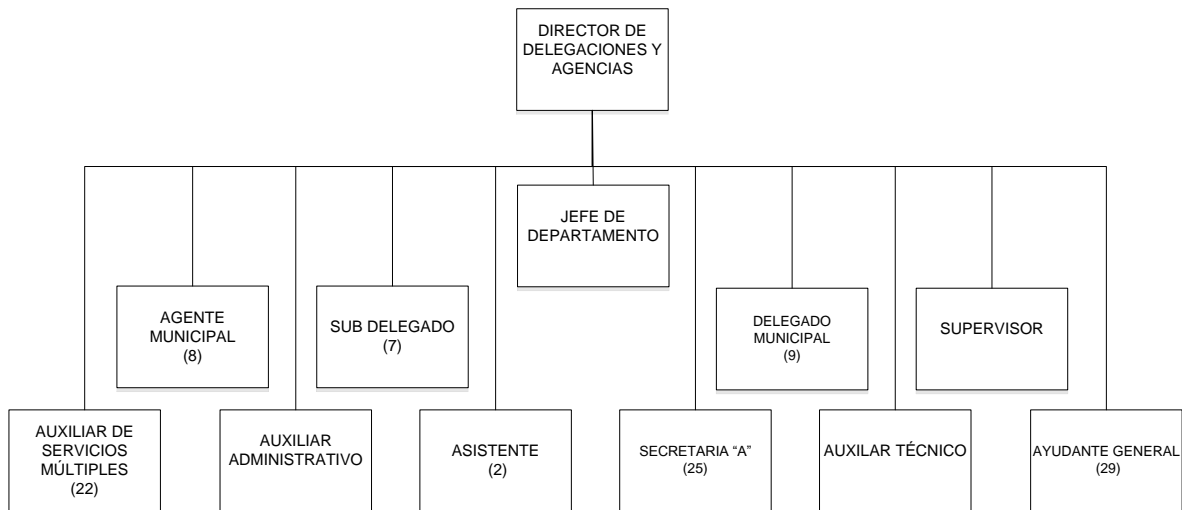 DIRECTOR DE
DELEGACIONES Y
AGENCIAS
JEFE DE
DEPARTAMENTO
AGENTE
MUNICIPAL
(8)
SUB DELEGADO
(7)
DELEGADO
MUNICIPAL
(9)
SUPERVISOR
AUXILIAR DE
SERVICIOS
MÚLTIPLES
(22)
AUXILIAR
ADMINISTRATIVO
ASISTENTE
(2)
SECRETARIA “A”
(25)
AUXILAR TÉCNICO
AYUDANTE GENERAL
(29)